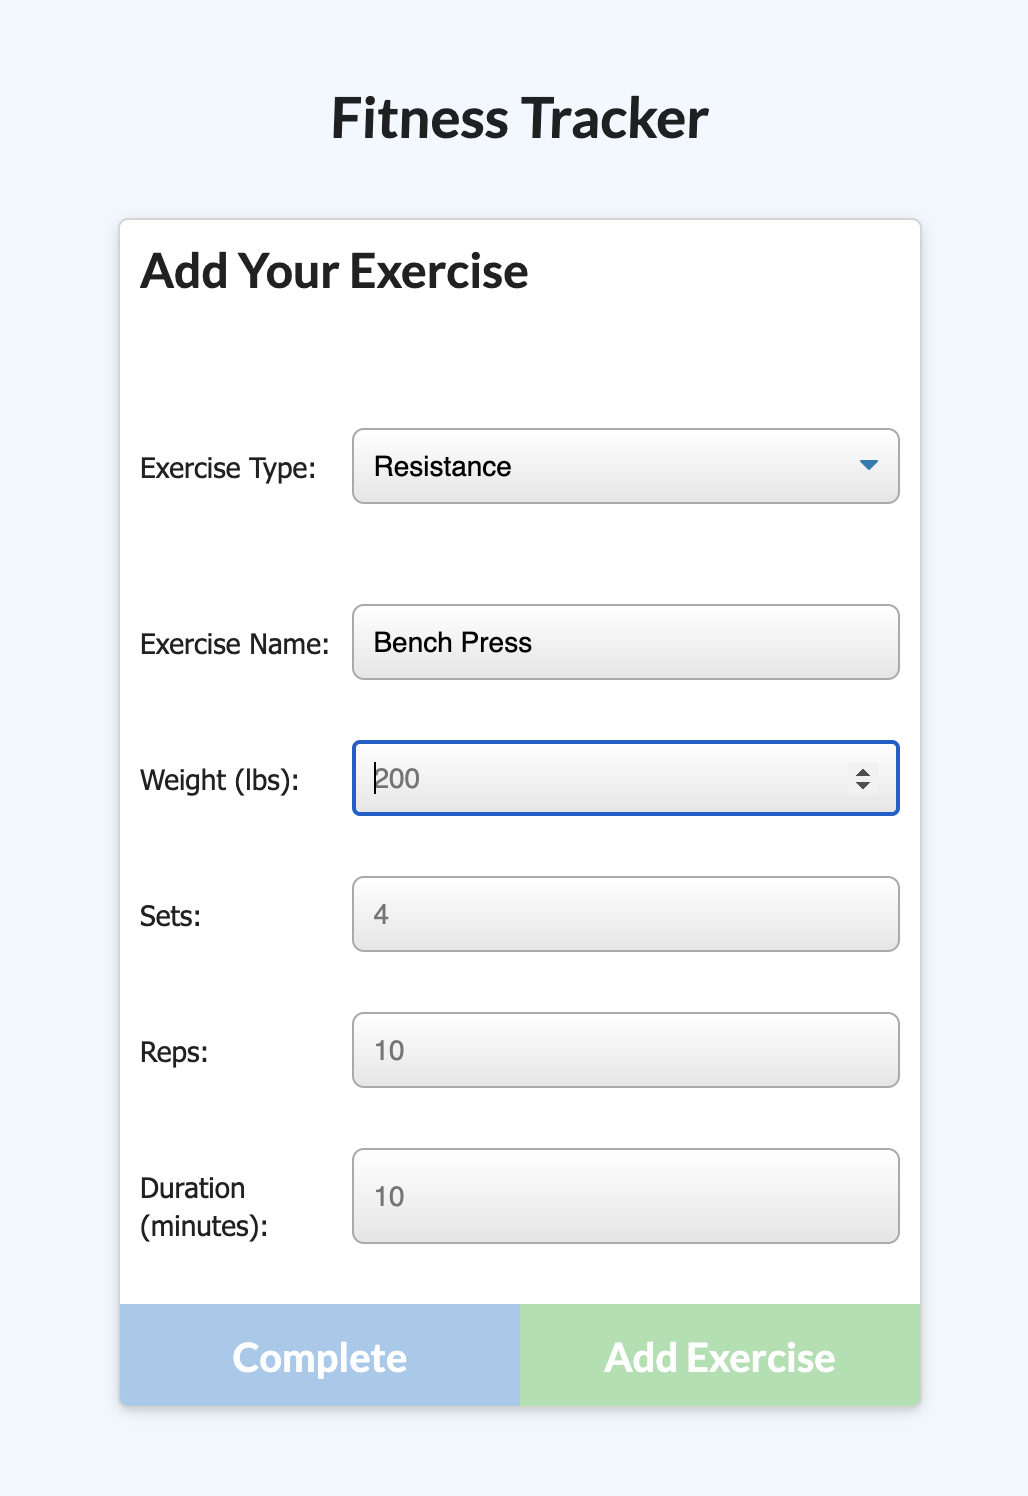 Fitness Tracker
Add Your Exercise
Exercise Type:
Resistance
Exercise Name:
Bench Press
Weight (lbs):
200
Sets:
4
Reps:
10
Duration
(minutes):
10
Complete
Add Exercise